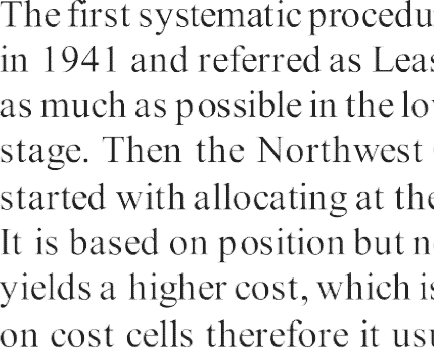 The first systematic procedu
in 1941 and referred as Leas
as much as possible in the lo
stage. Then the Northwest
started with allocating at the
It is based on position but n
yields a higher cost, which is
on cost cells therefore it usu